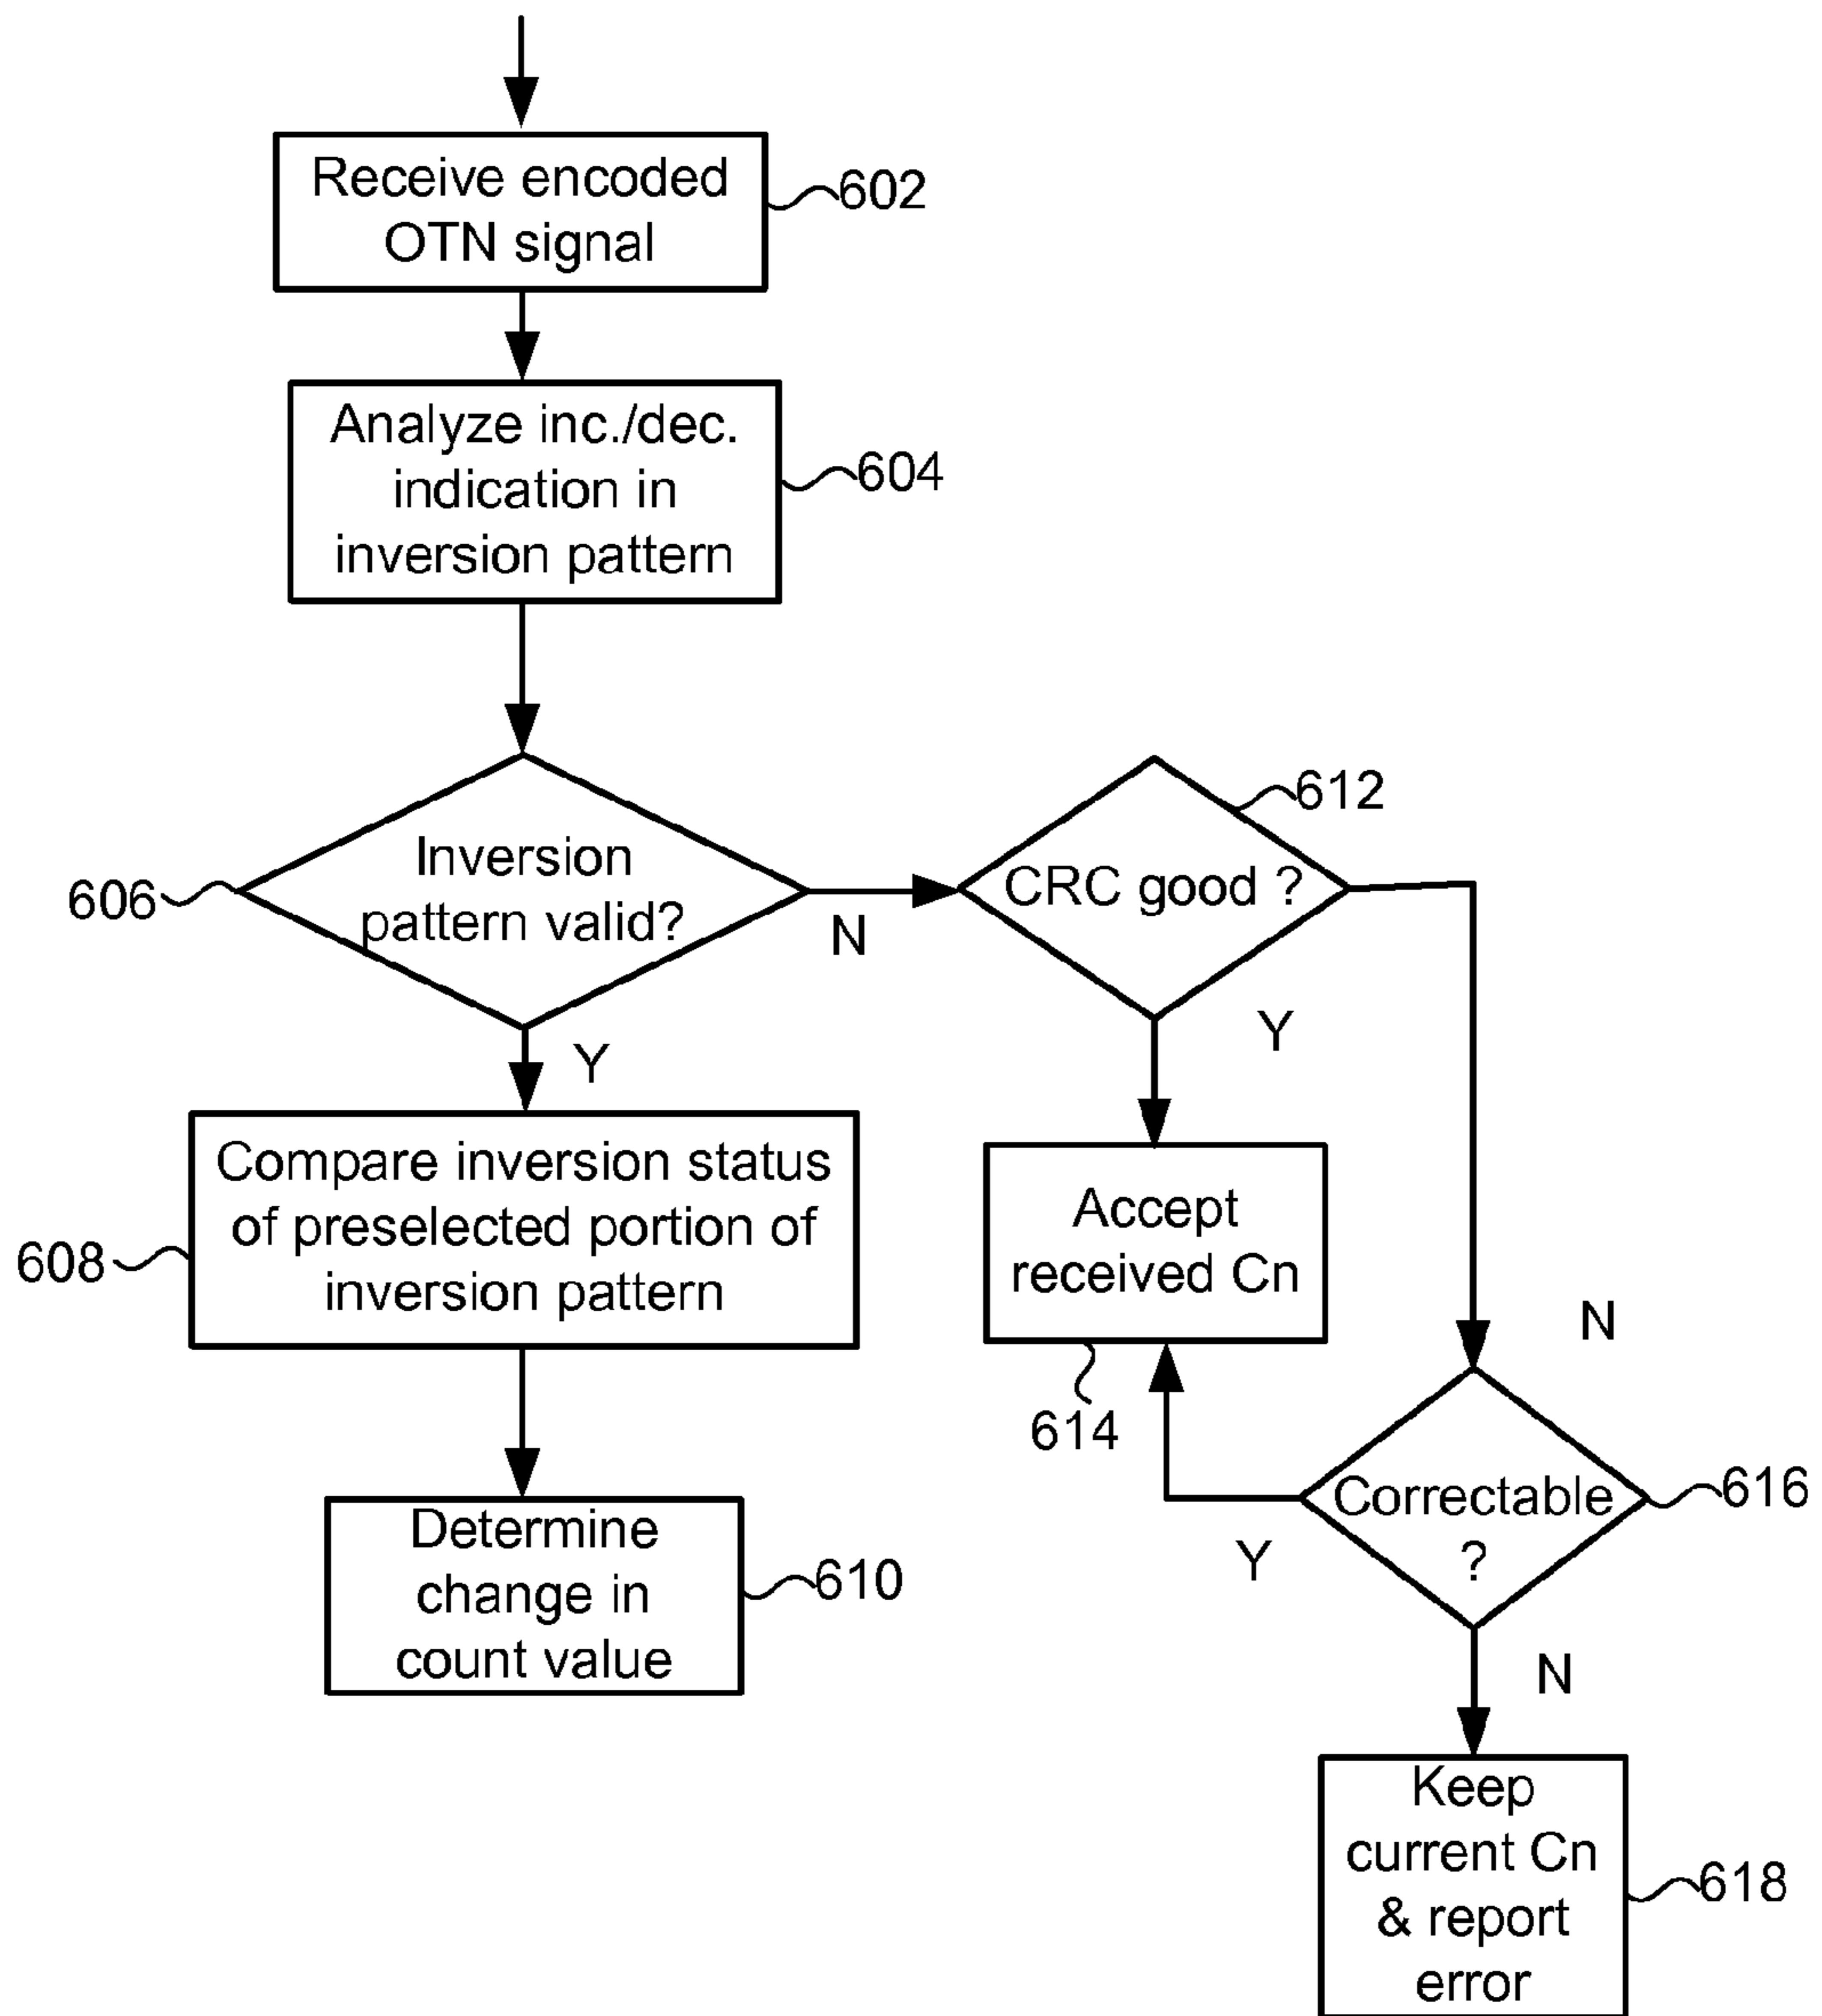 Receive encoded
OTN signal
602
Analyze inc./dec.
indication in
inversion pattern
604
Inversion
pattern valid?
606
N
Y
CRC good ?
612
Y
N
Compare inversion status
of preselected portion of
inversion pattern
608
Accept
received Cn
614
Correctable
?
616
Y
N
Determine
change in
count value
610
Keep
current Cn
& report
error
618